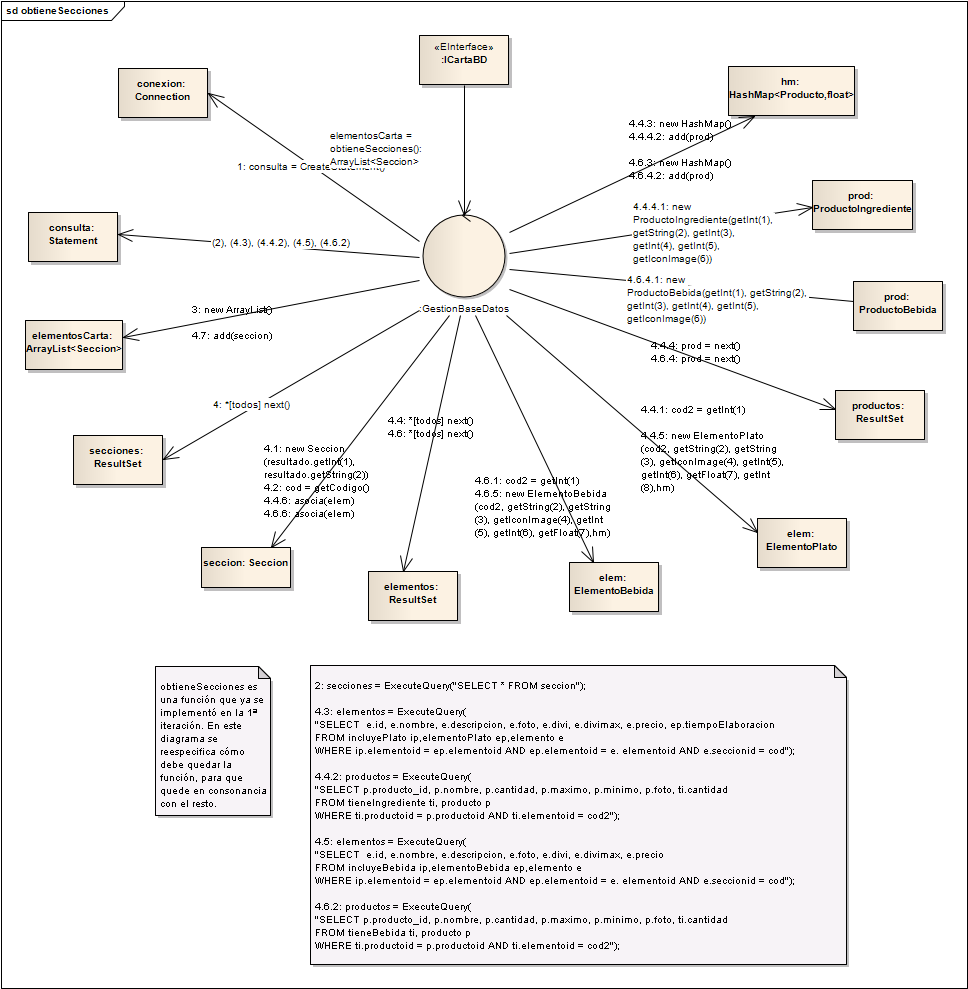 sd obtieneSecciones
«EInterface»
:ICartaBD
conexion:
Connection
hm:
HashMap<Producto,float>
elementosCarta =
obtieneSecciones():
ArrayList<Seccion>
1: consulta = CreateStatement()
4.4.3: new HashMap()
4.4.4.2: add(prod)
4.6.3: new HashMap()
4.6.4.2: add(prod)
prod:
ProductoIngrediente
4.4.4.1: new
ProductoIngrediente(getInt(1),
getString(2), getInt(3),
getInt(4), getInt(5),
getIconImage(6))
consulta:
Statement
(2), (4.3), (4.4.2), (4.5), (4.6.2)
4.6.4.1: new
ProductoBebida(getInt(1), getString(2),
getInt(3), getInt(4), getInt(5),
getIconImage(6))
prod:
ProductoBebida
:GestionBaseDatos
3: new ArrayList()
4.7: add(seccion)
elementosCarta:
ArrayList<Seccion>
4.4.4: prod = next()
4.6.4: prod = next()
productos:
ResultSet
4: *[todos] next()
secciones:
ResultSet
4.4: *[todos] next()
4.6: *[todos] next()
4.4.1: cod2 = getInt(1)
4.4.5: new ElementoPlato
(cod2, getString(2), getString
(3), getIconImage(4), getInt(5),
getInt(6), getFloat(7), getInt
(8),hm)
4.1: new Seccion
(resultado.getInt(1),
resultado.getString(2))
4.2: cod = getCodigo()
4.4.6: asocia(elem)
4.6.6: asocia(elem)
4.6.1: cod2 = getInt(1)
4.6.5: new ElementoBebida
(cod2, getString(2), getString
(3), getIconImage(4), getInt
(5), getInt(6), getFloat(7),hm)
elem:
ElementoPlato
seccion: Seccion
elementos:
ResultSet
elem:
ElementoBebida
obtieneSecciones es
una función que ya se
implementó en la 1ª
iteración. En este
diagrama se
reespecifica cómo
debe quedar la
función, para que
quede en consonancia
con el resto.
2: secciones = ExecuteQuery("SELECT * FROM seccion");
4.3: elementos = ExecuteQuery(
"SELECT  e.id, e.nombre, e.descripcion, e.foto, e.divi, e.divimax, e.precio, ep.tiempoElaboracion
FROM incluyePlato ip,elementoPlato ep,elemento e
WHERE ip.elementoid = ep.elementoid AND ep.elementoid = e. elementoid AND e.seccionid = cod");
4.4.2: productos = ExecuteQuery(
"SELECT p.producto_id, p.nombre, p.cantidad, p.maximo, p.minimo, p.foto, ti.cantidad
FROM tieneIngrediente ti, producto p
WHERE ti.productoid = p.productoid AND ti.elementoid = cod2");
4.5: elementos = ExecuteQuery(
"SELECT  e.id, e.nombre, e.descripcion, e.foto, e.divi, e.divimax, e.precio
FROM incluyeBebida ip,elementoBebida ep,elemento e
WHERE ip.elementoid = ep.elementoid AND ep.elementoid = e. elementoid AND e.seccionid = cod");
4.6.2: productos = ExecuteQuery(
"SELECT p.producto_id, p.nombre, p.cantidad, p.maximo, p.minimo, p.foto, ti.cantidad
FROM tieneBebida ti, producto p
WHERE ti.productoid = p.productoid AND ti.elementoid = cod2");